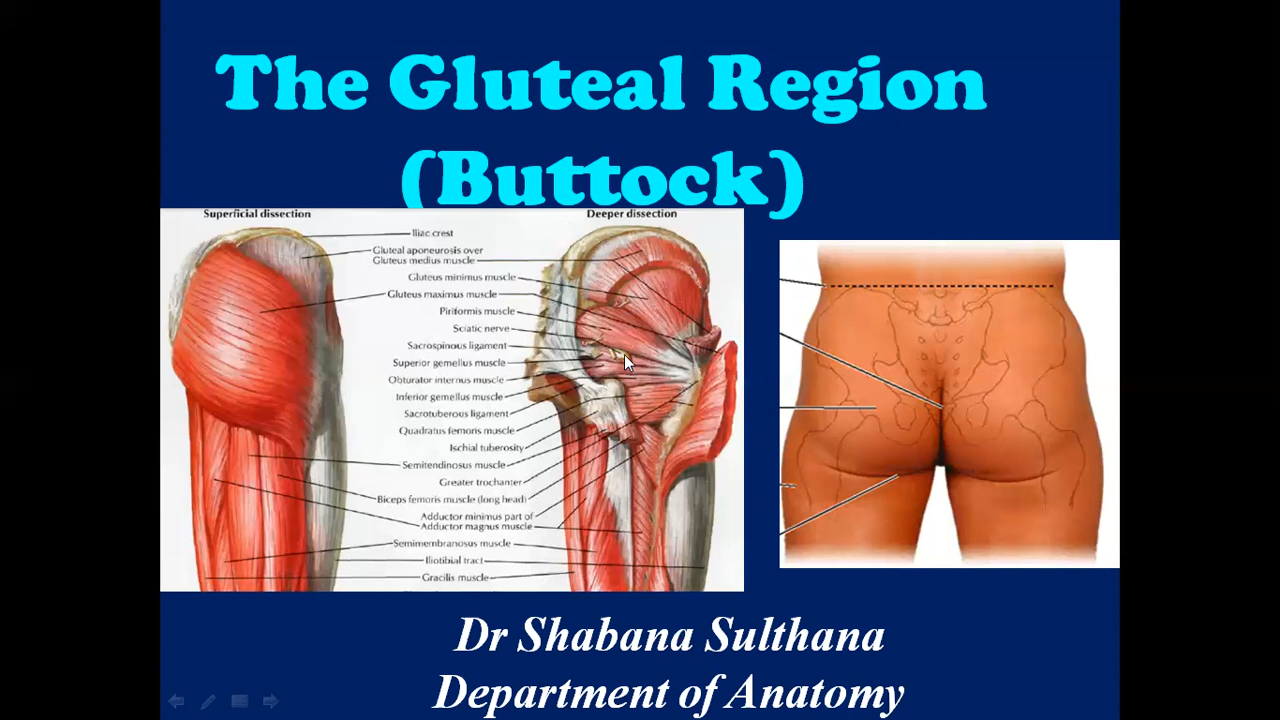 The Gluteal Region
(Buttock)
Superficial dissection
Deeper dissection
Iliac crest
Gluteal aponeurosis over
Gluteus medius muscle
Gluteus minimus muscle
Gluteus maximus muscle
Piriformis muscle
Sciatic nerve
Sacrospinous ligament
Superior gemellus muscle
Obturator internus muscle
Inferior gemellus muscle
Sacrotuberous ligament
Quadratus femoris muscle
Ischial tuberosity
Semitendinosus muscle
Greater trochanter
Biceps femoris muscle (long head)
Adductor minimus part of
Adductor magnus muscle
Semimembranosus muscle
Iliotibial tract
Gracilis muscle
Dr Shabana Sulthana
Department of Anatomy